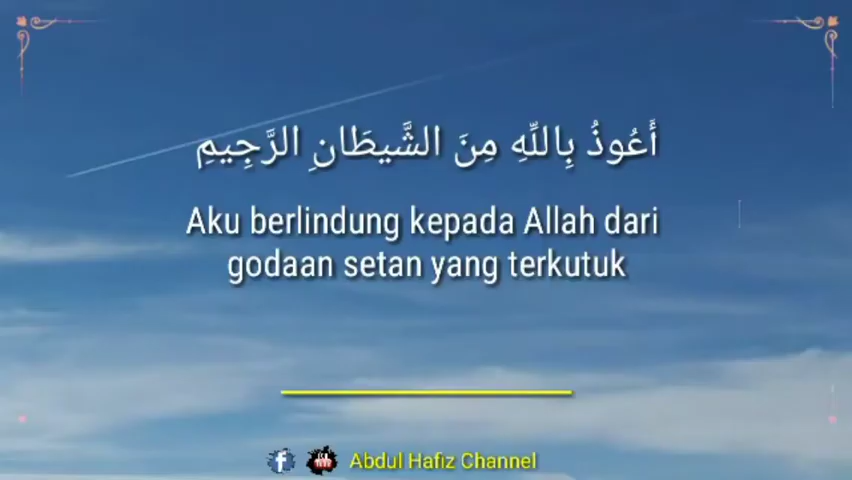 أَعُوذُ بِاللَّهِ مِنَ الشَّيطَانِ الرَّجِيمِ
Aku berlindung kepada Allah dari
godaan setan yang terkutuk
Abdul Hafiz Channel